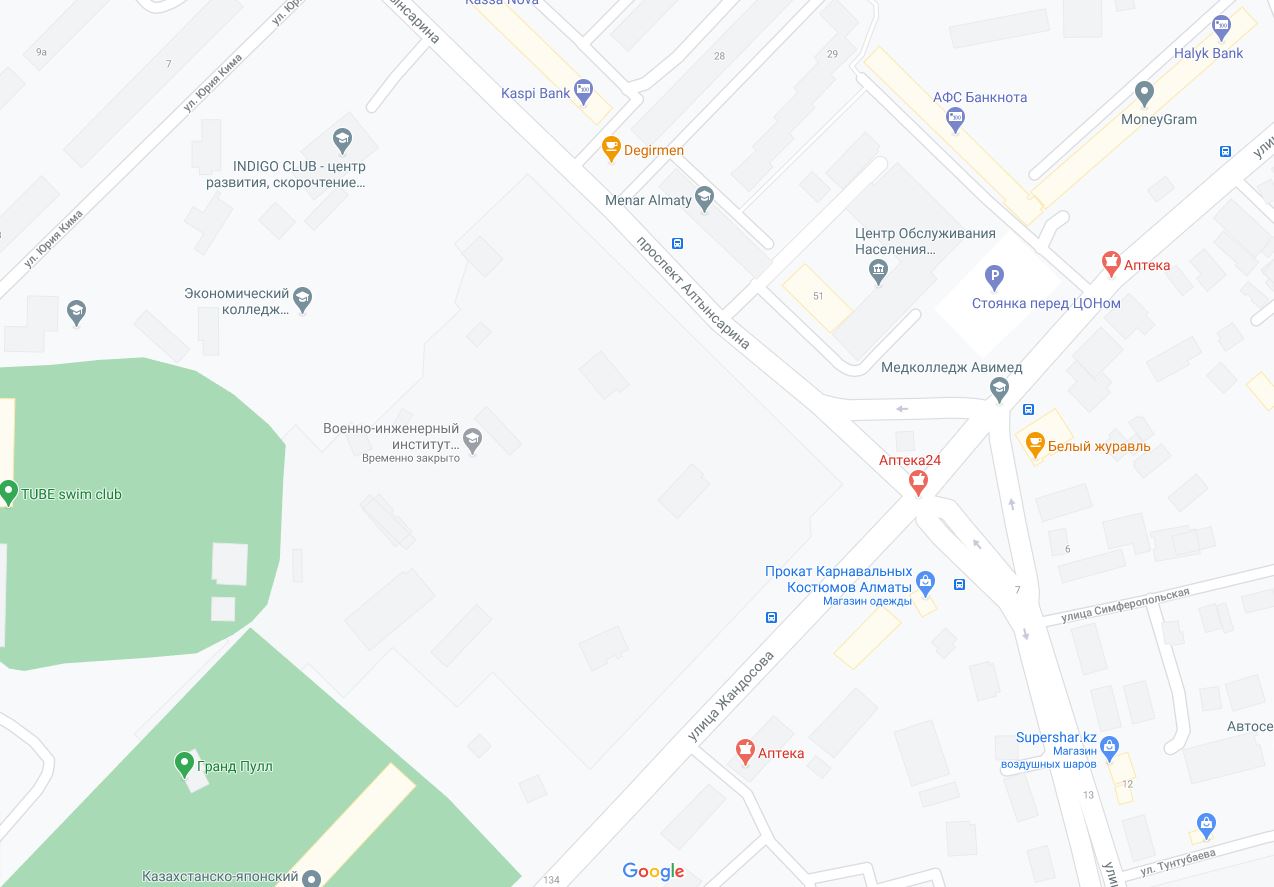 Kassa Nova
ул. Юрия Кима
9а
7
28
29
Halyk Bank
Kaspi Bank
АФС Банкнота
MoneyGram
Degirmen
INDIGO CLUB - центр
развития, скорочтение...
Menar Almaty
ул. Юрия Кима
проспект Алтынсарина
Центр Обслуживания
Населения...
Аптека
Экономический
колледж...
51
Стоянка перед ЦОНом
Медколледж Авимед
Военно-инженерный
институт...
Временно закрыто
Белый журавль
Аптека24
TUBE swim club
6
Прокат Карнавальных
Костюмов Алматы
Магазин одежды
7
улица Симферопольская
улица Жандосова
Автосе
Supershar.kz
Магазин
воздушных шаров
Аптека
Гранд Пулл
12
13
ул. Тунтубаева
Казахстанско-японский
134
Google